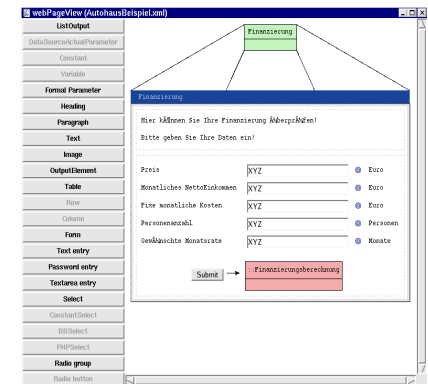 webPageView (AutohausBeispiel.xml)
ListOutput
DataSourceActualParameter
Constant
Variable
Formal Parameter
Heading
Paragraph
Text
Image
OutputElement
Table
Row
Column
Form
Text entry
Password entry
Textarea entry
Select
ConstantSelect
DBSelect
PHPSelect
Radio group
Radio button
Finanzierung
Finanzierung
Hier kÃ¶nnen Sie Ihre Finanzierung Ã¼berprÃ¼fen!
Bitte geben Sie Ihre Daten ein!
Preis XYZ @ Euro
Monatliches NettoEinkommen XYZ @ Euro
Fixe monatliche Kosten XYZ @ Euro
Personenanzahl XYZ @ Personen
GewÃ¼nschte Monatsrate XYZ @ Monate
Submit ::Finanzierungsberechnung